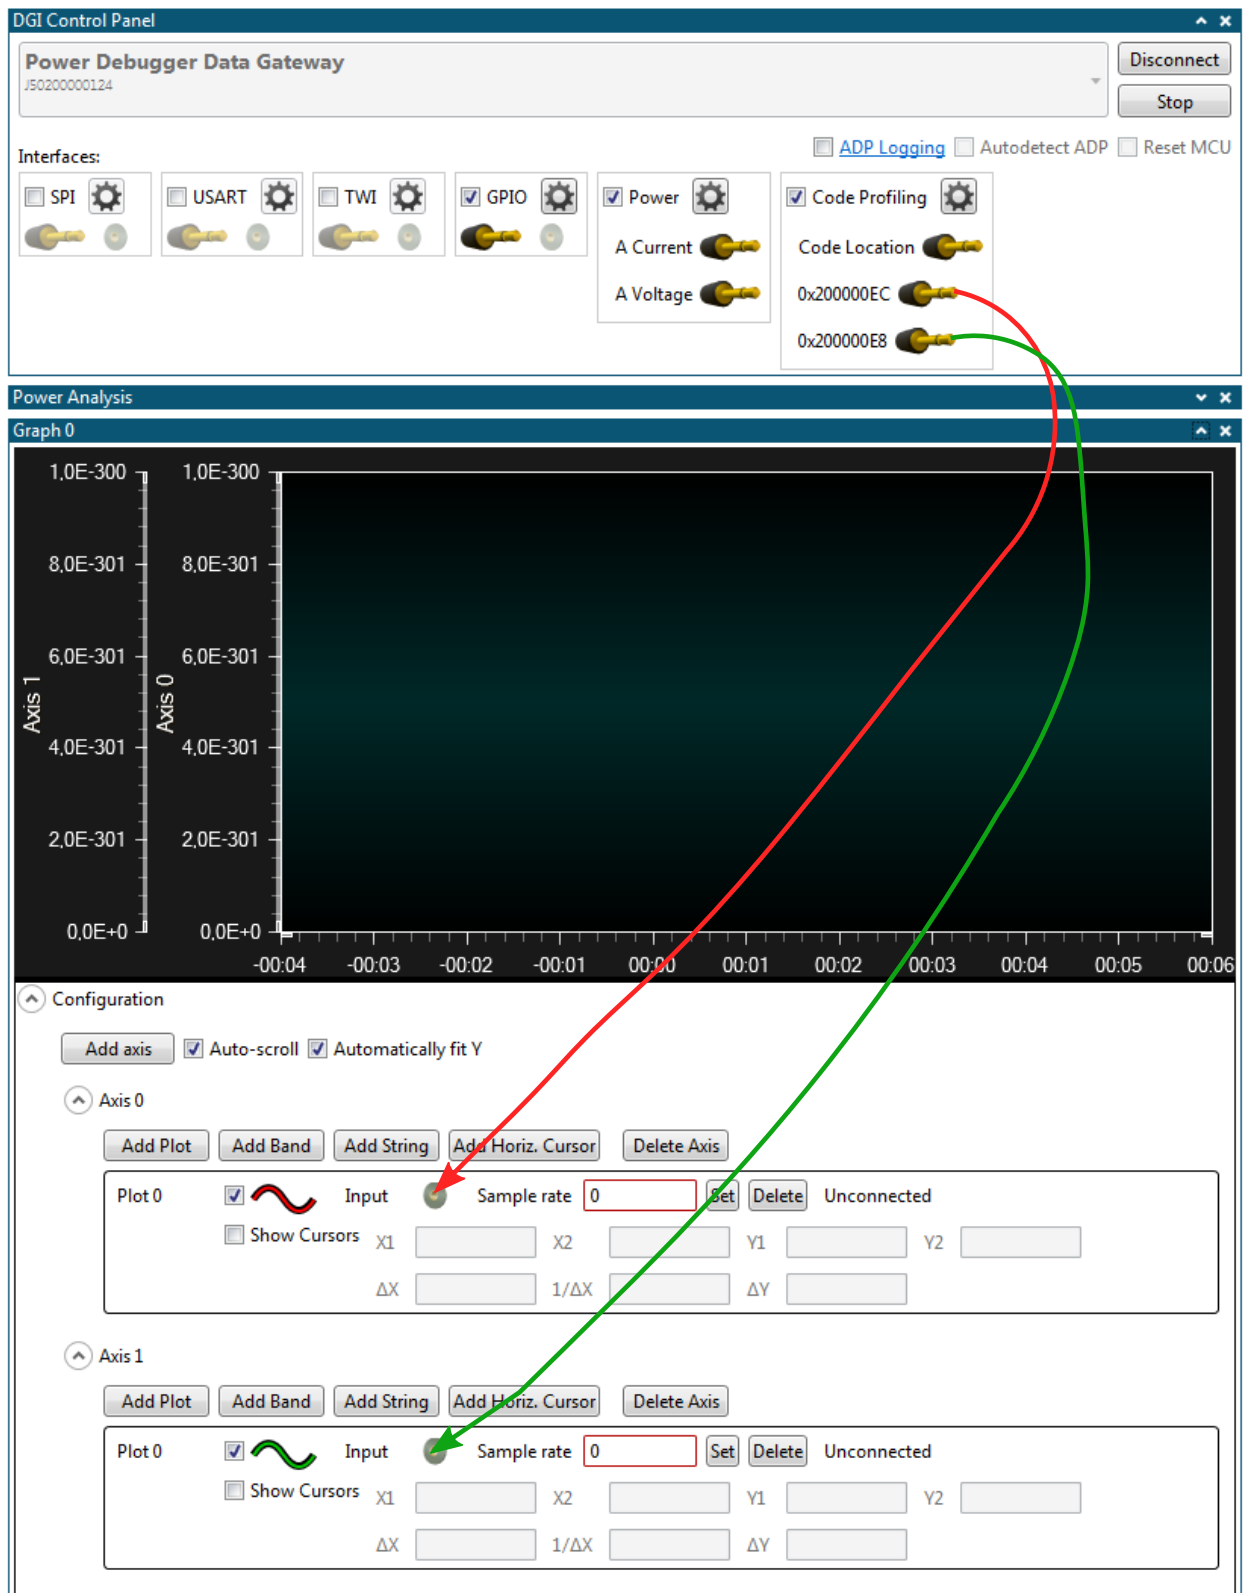 DGI Control Panel
Power Debugger Data Gateway
J50200000124
Disconnect
Stop
ADP Logging Autodetect ADP Reset MCU
Interfaces:
SPI USART TWI GPIO Power Code Profiling
A Current Code Location
A Voltage 0x200000EC
0x200000E8
Power Analysis
Graph 0
1,0E-300 1,0E-300
8,0E-301 8,0E-301
6,0E-301 6,0E-301
Axis 1 Axis 0
4,0E-301 4,0E-301
2,0E-301 2,0E-301
0,0E+0 0,0E+0
-00:04 -00:03 -00:02 -00:01 00:00 00:01 00:02 00:03 00:04 00:05 00:06
Configuration
Add axis Auto-scroll Automatically fit Y
Axis 0
Add Plot Add Band Add String Add Horiz. Cursor Delete Axis
Plot 0 Input Sample rate 0 Set Delete Unconnected
Show Cursors X1 X2 Y1 Y2
ΔX 1/ΔX ΔY
Axis 1
Add Plot Add Band Add String Add Horiz. Cursor Delete Axis
Plot 0 Input Sample rate 0 Set Delete Unconnected
Show Cursors X1 X2 Y1 Y2
ΔX 1/ΔX ΔY